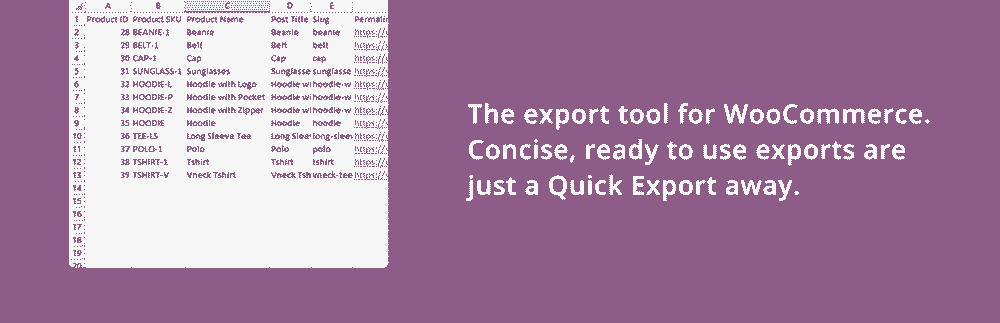 A B C D E
1 Product ID Product SKU Product Name Post Title Slug Permalin
2 28 BEANIE-1 Beanie Beanie beanie https://
3 29 BELT-1 Belt Belt belt https://
4 30 CAP-1 Cap Cap cap https://
5 31 SUNGLASS-1 Sunglasses Sunglasse sunglasse https://
6 32 HOODIE-L Hoodie with Logo Hoodie wi hoodie-w https://
7 33 HOODIE-P Hoodie with Pocket Hoodie wi hoodie-w https://
8 34 HOODIE-Z Hoodie with Zipper Hoodie wi hoodie-w https://
9 35 HOODIE Hoodie Hoodie hoodie https://
10 36 TEE-LS Long Sleeve Tee Long Slee long-sleev https://
11 37 POLO-1 Polo Polo polo https://
12 38 TSHIRT-1 Tshirt Tshirt tshirt https://
13 39 TSHIRT-V Vneck Tshirt Vneck Tsh vneck-tee https://
14
15
16
17
18
19
20
The export tool for WooCommerce.
Concise, ready to use exports are
just a Quick Export away.